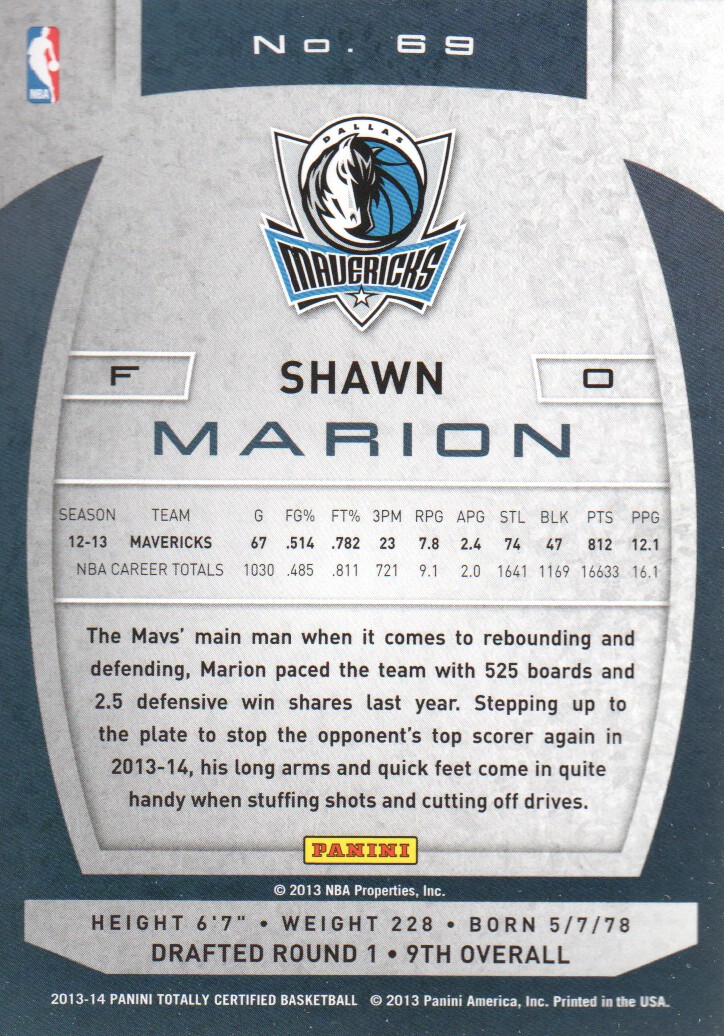 No. 69
NBA
DALLAS
MAVERICKS
F SHAWN O
MARION
SEASON TEAM G FG% FT% 3PM RPG APG STL BLK PTS PPG
12-13 MAVERICKS 67 .514 .782 23 7.8 2.4 74 47 812 12.1
NBA CAREER TOTALS 1030 .485 .811 721 9.1 2.0 1641 1169 16633 16.1
The Mavs’ main man when it comes to rebounding and
defending, Marion paced the team with 525 boards and
2.5 defensive win shares last year. Stepping up to
the plate to stop the opponent’s top scorer again in
2013-14, his long arms and quick feet come in quite
handy when stuffing shots and cutting off drives.
PANINI
© 2013 NBA Properties, Inc.
HEIGHT 6'7" • WEIGHT 228 • BORN 5/7/78
DRAFTED ROUND 1 • 9TH OVERALL
2013-14 PANINI TOTALLY CERTIFIED BASKETBALL © 2013 Panini America, Inc. Printed in the USA.